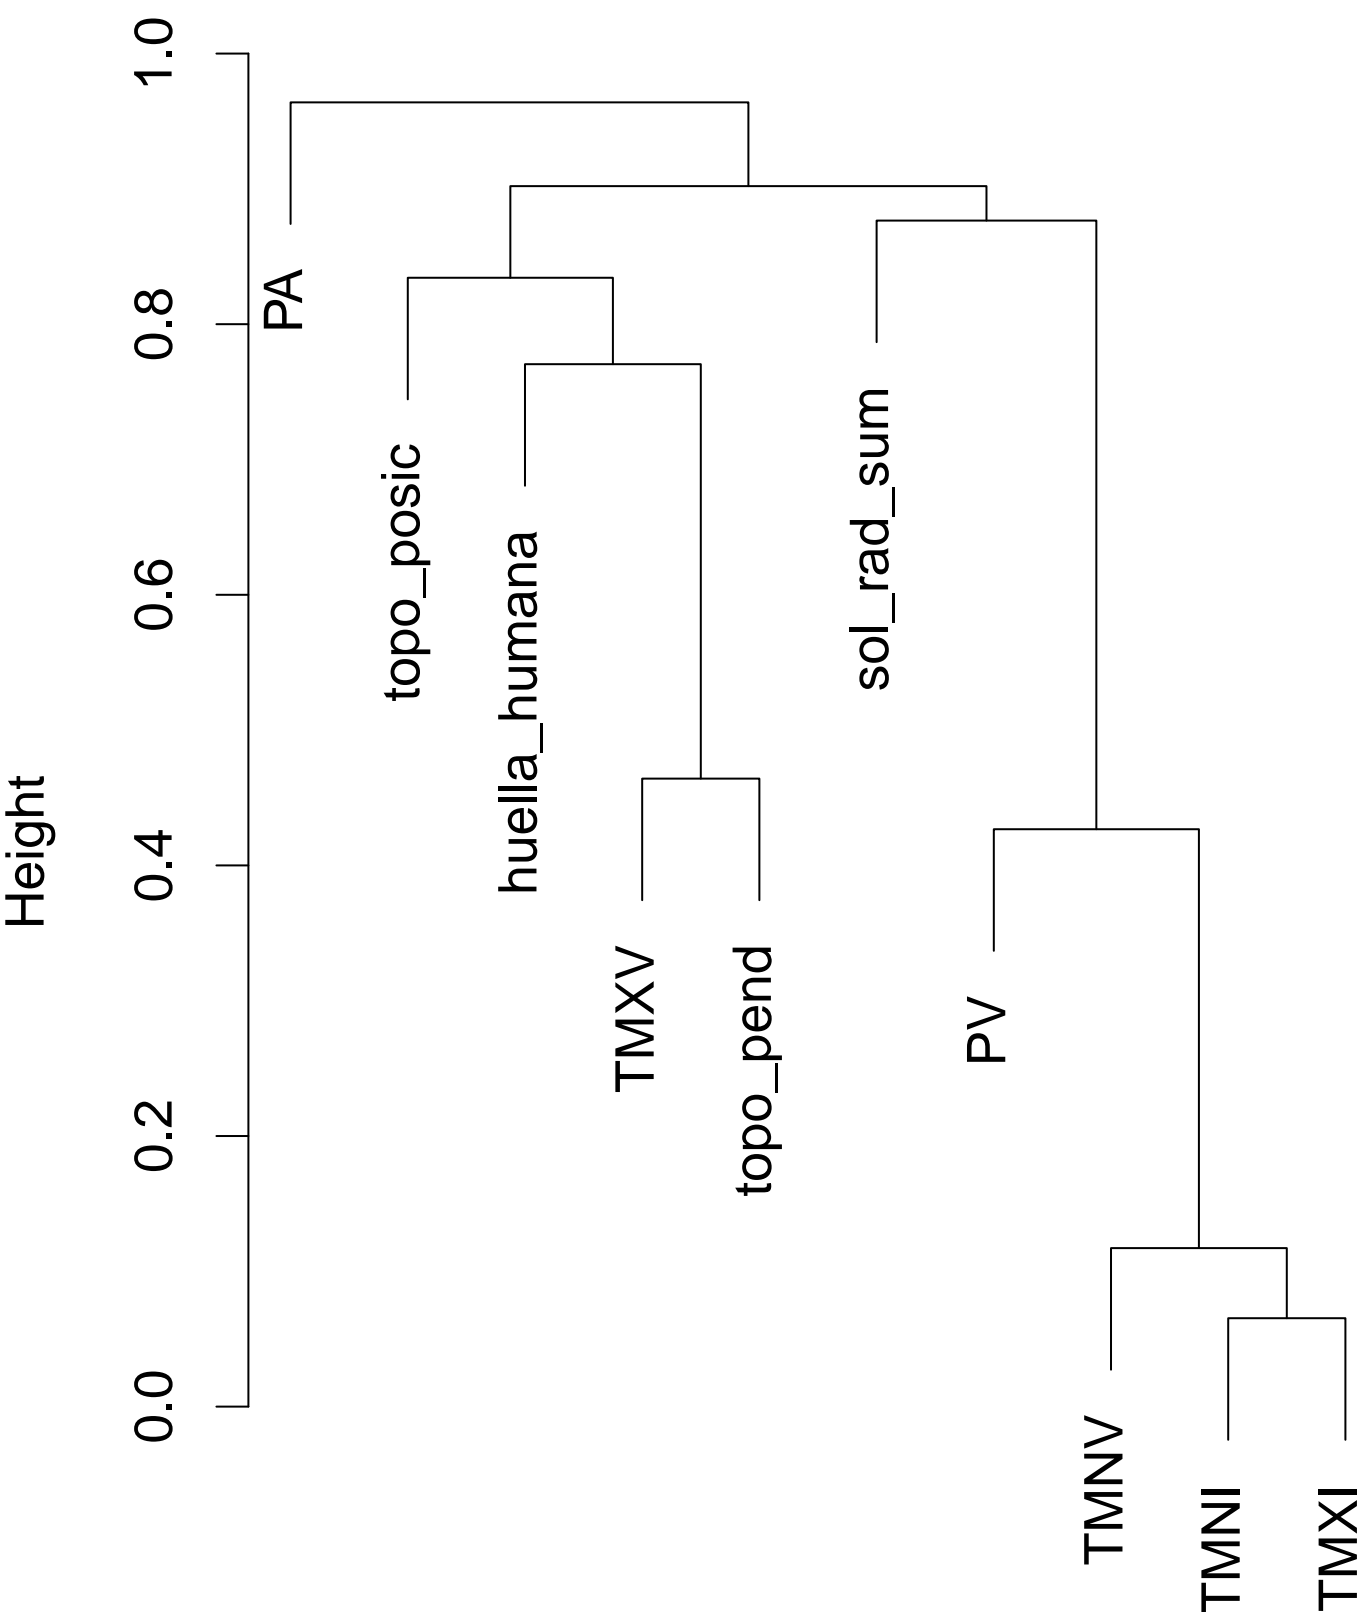 Height
1.0
0.8
0.6
0.4
0.2
0.0
PA
topo_posic
huella_humana
TMXV
topo_pend
sol_rad_sum
PV
TMNV
TMNI
TMXI